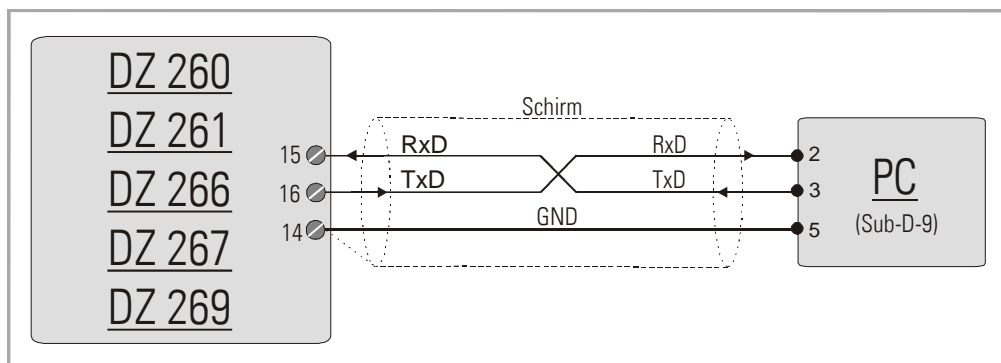 DZ 260
DZ 261
DZ 266
DZ 267
DZ 269
15
16
14
Schirm
RxD
RxD
TxD
TxD
GND
2
3
5
PC
(Sub-D-9)